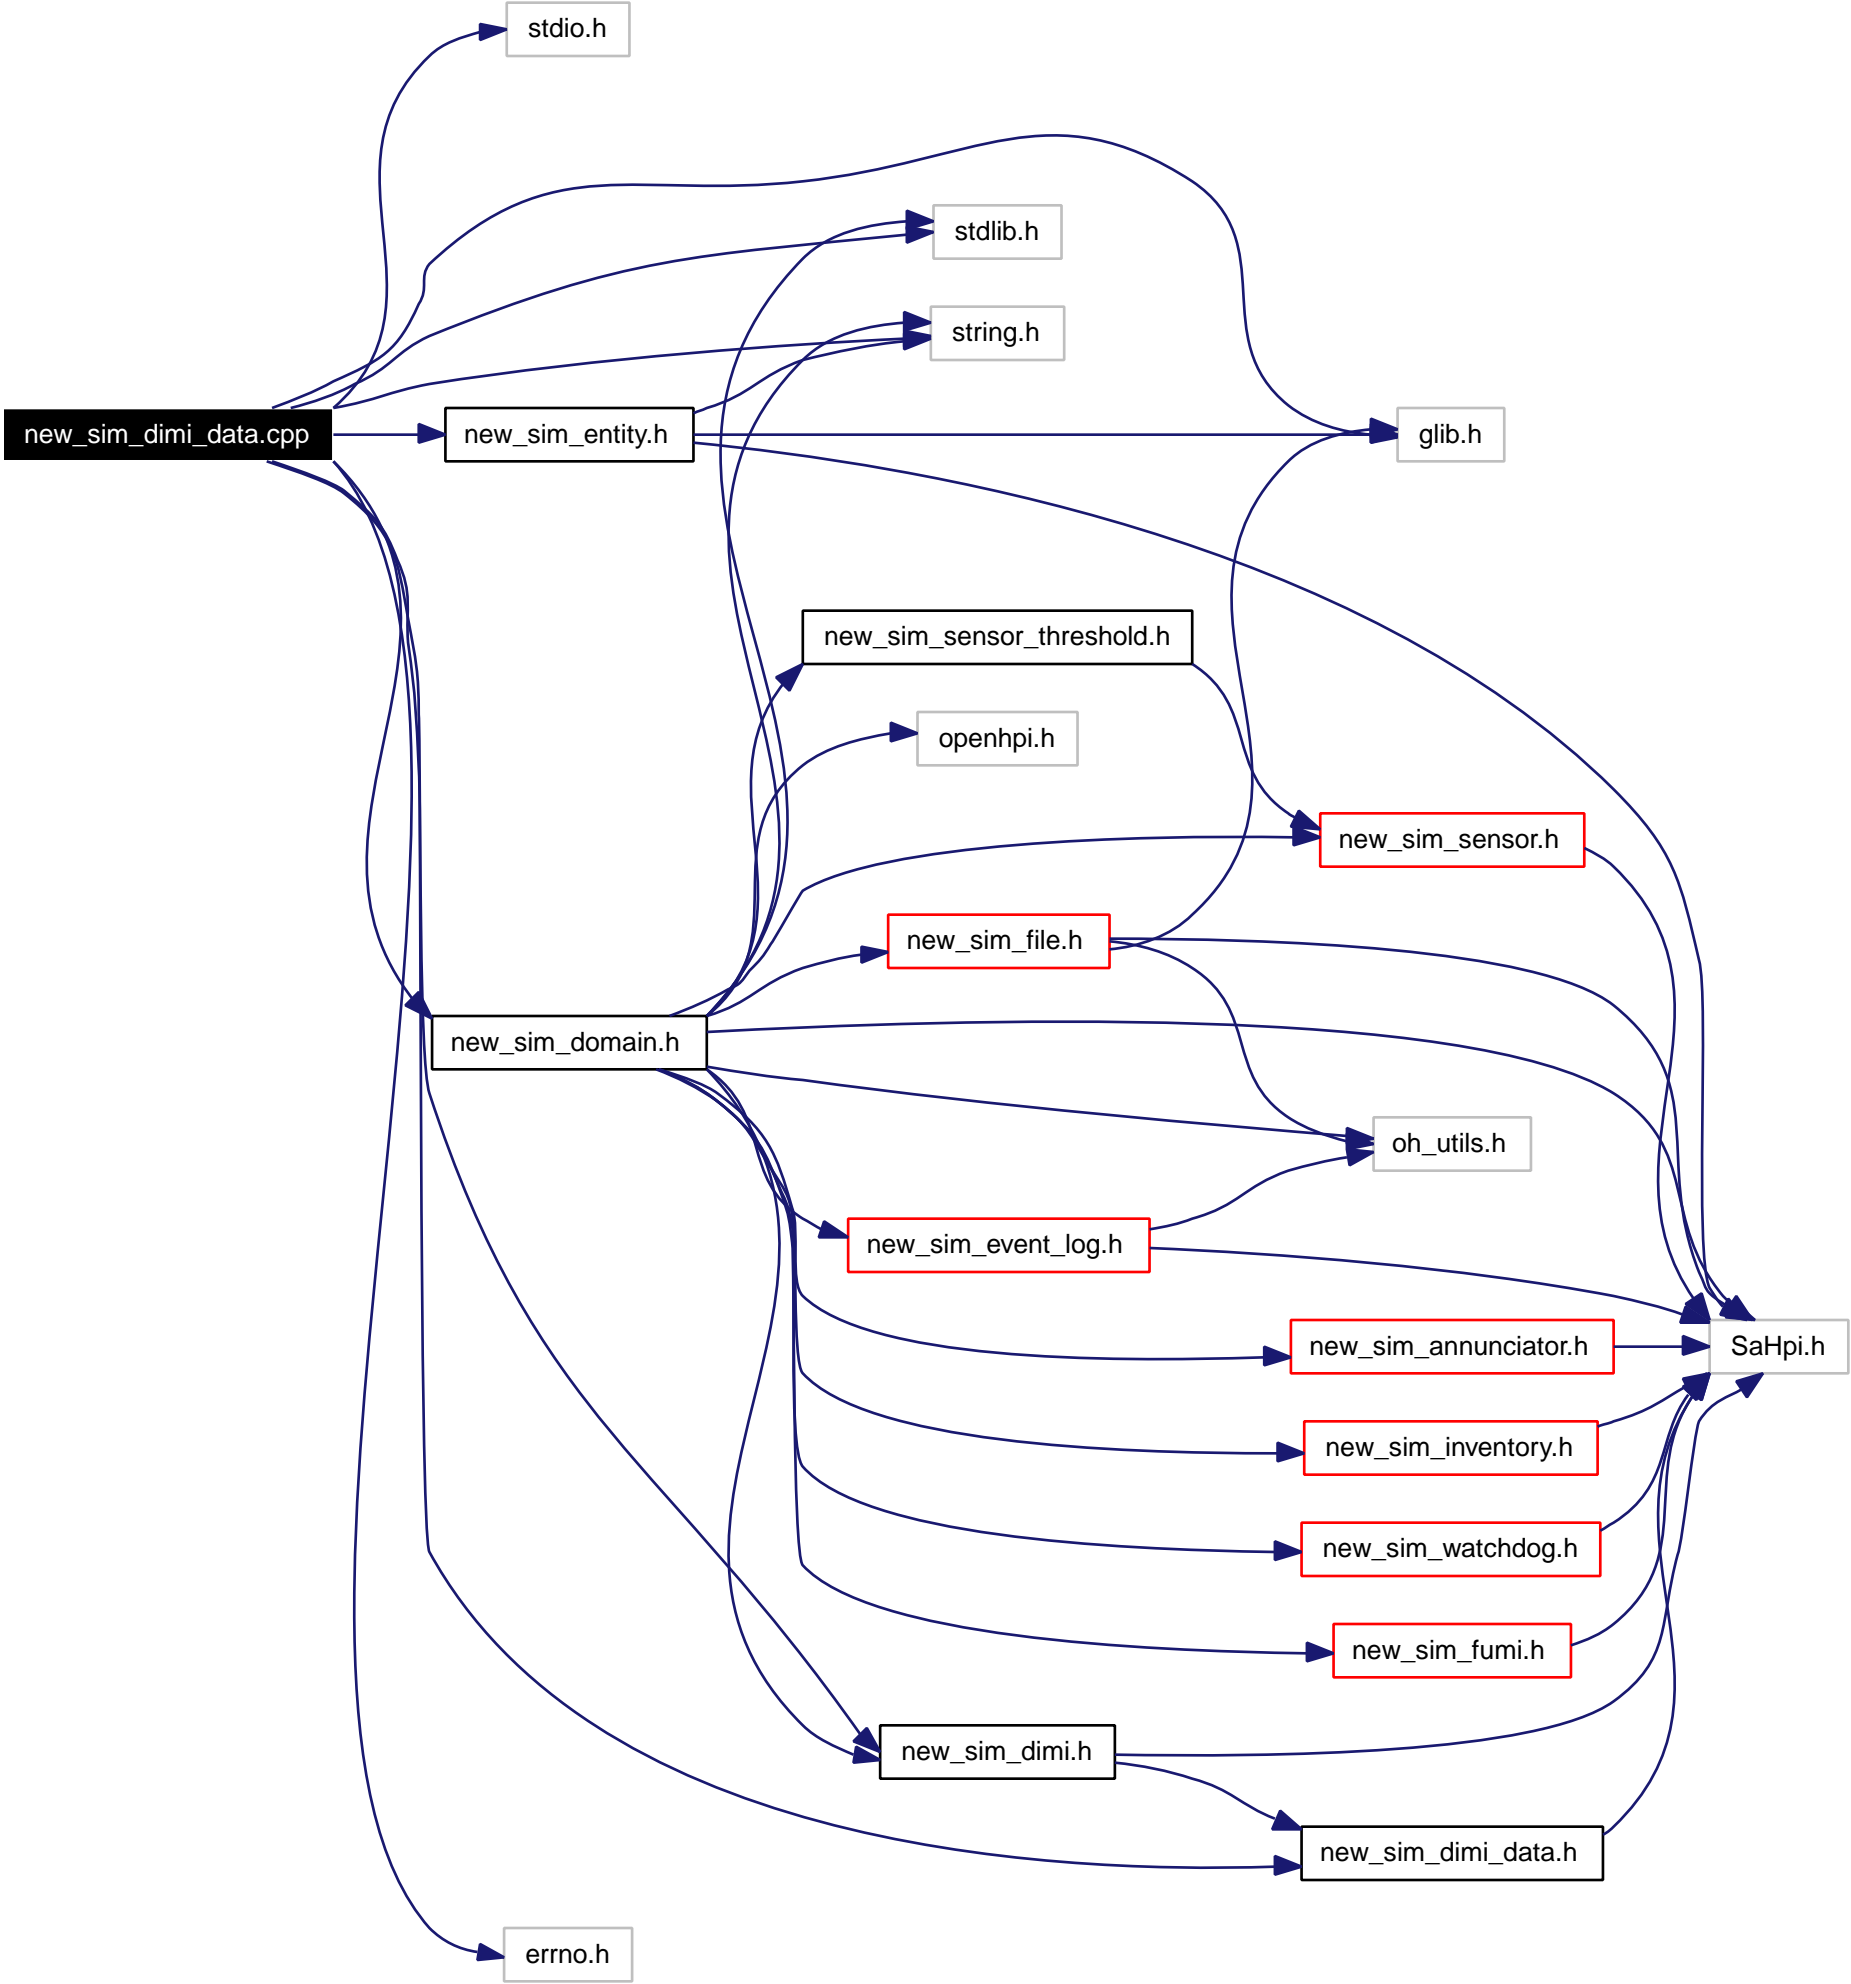 stdio.h
stdlib.h
string.h
new_sim_dimi_data.cpp
new_sim_entity.h
glib.h
new_sim_sensor_threshold.h
openhpi.h
new_sim_sensor.h
new_sim_file.h
new_sim_domain.h
oh_utils.h
new_sim_event_log.h
new_sim_annunciator.h
SaHpi.h
new_sim_inventory.h
new_sim_watchdog.h
new_sim_fumi.h
new_sim_dimi.h
new_sim_dimi_data.h
errno.h